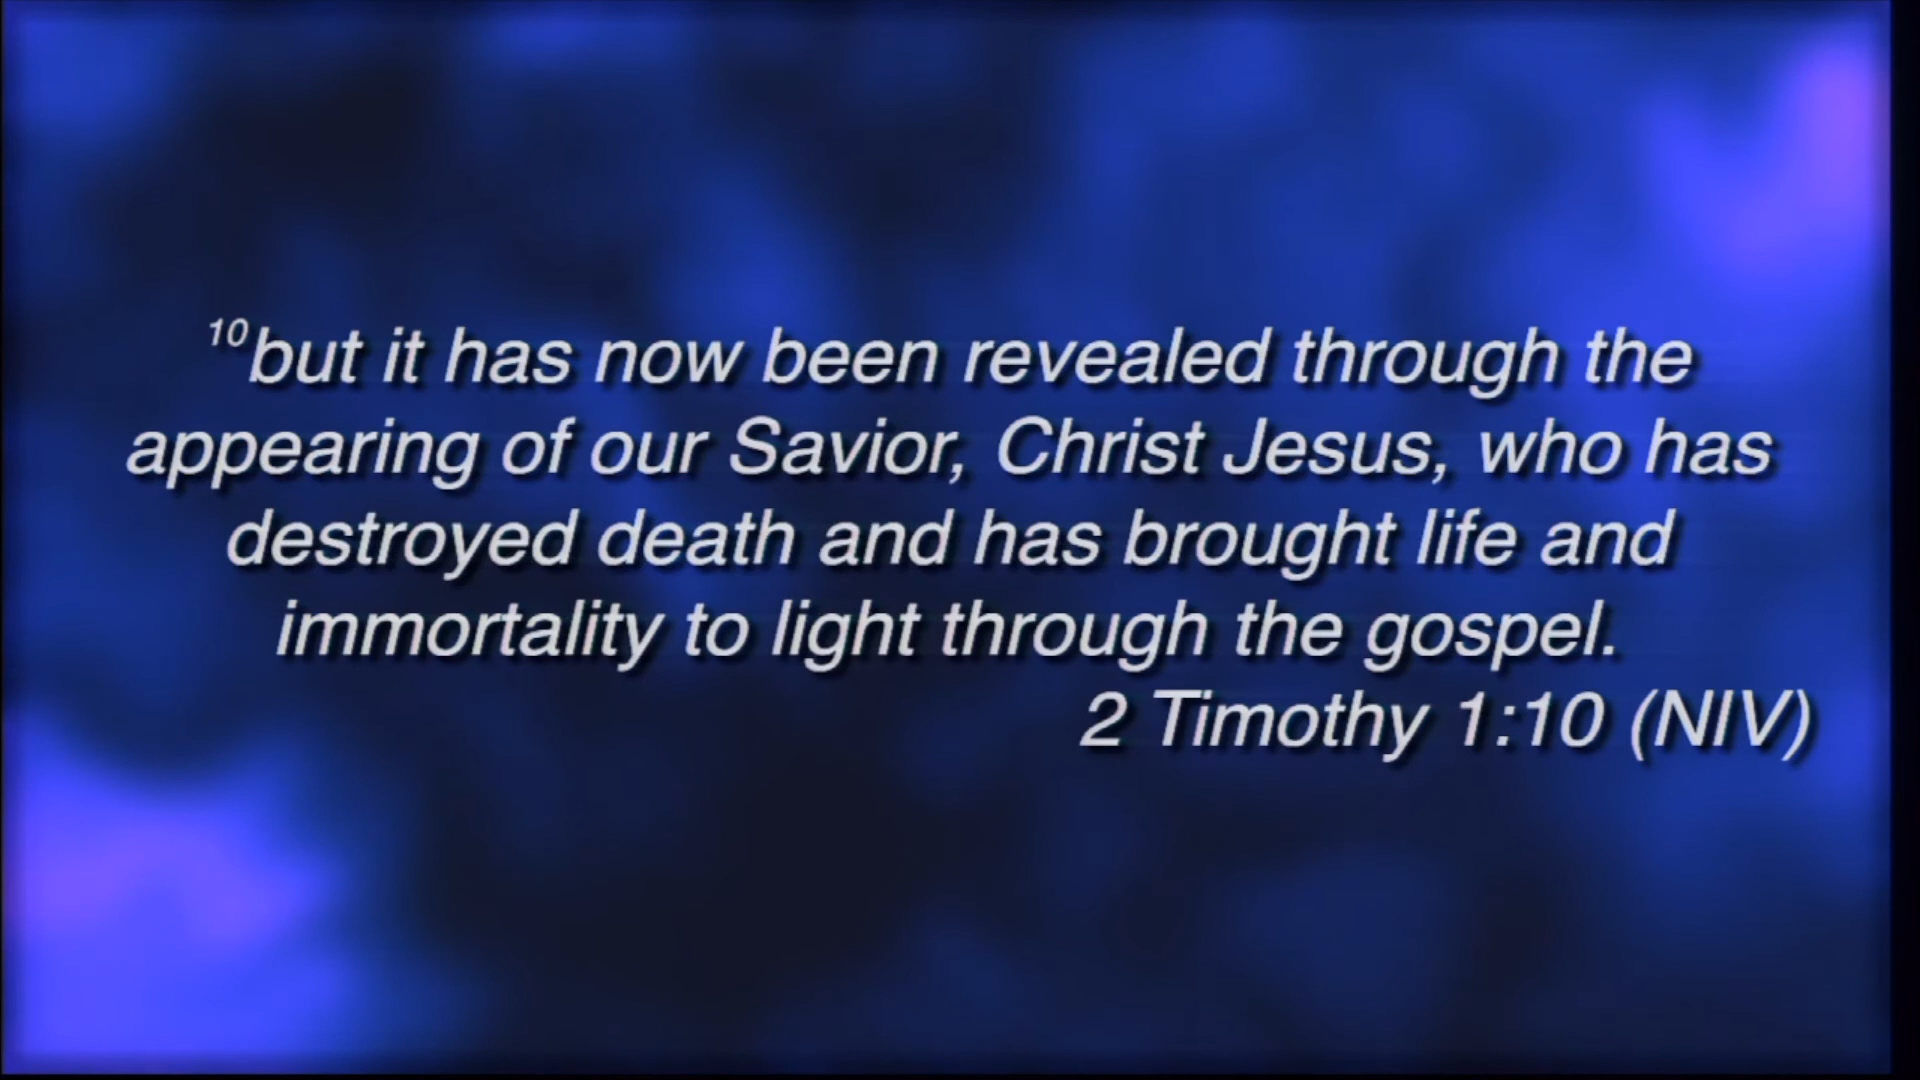 10but it has now been revealed through the
appearing of our Savior, Christ Jesus, who has
destroyed death and has brought life and
immortality to light through the gospel.
2 Timothy 1:10 (NIV)